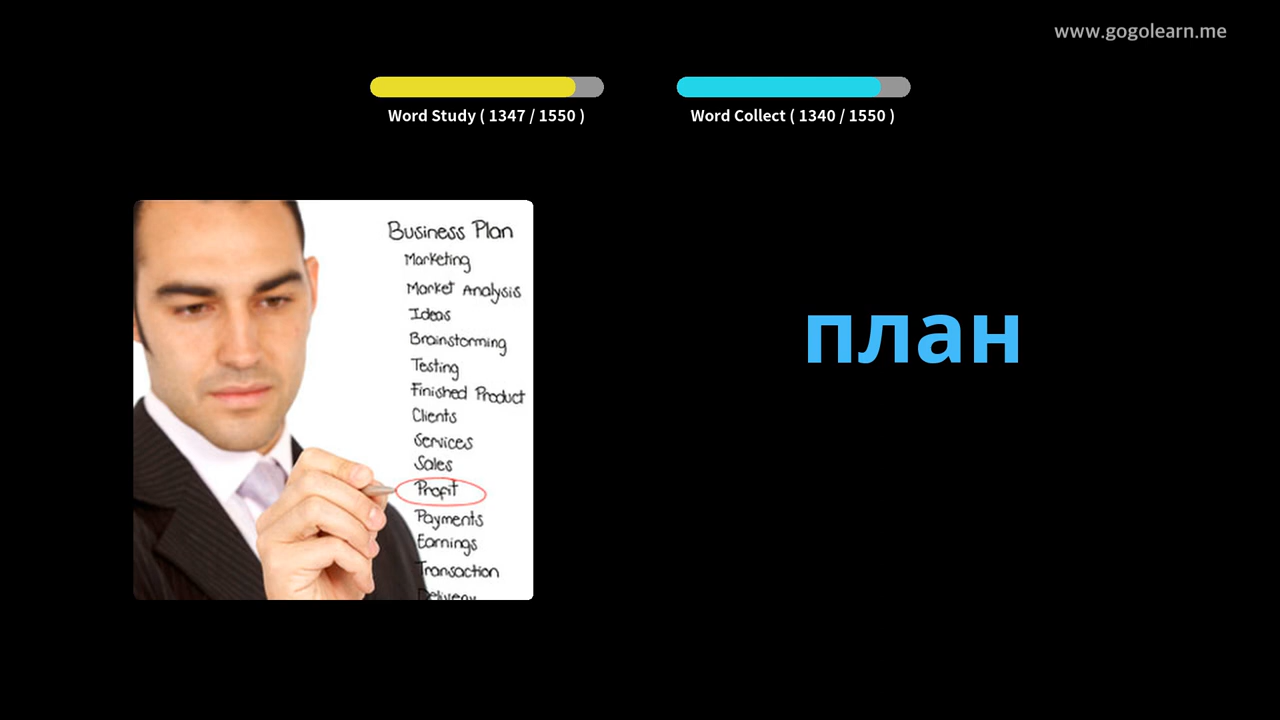 www.gogolearn.me
Word Study ( 1347 / 1550 )
Word Collect ( 1340 / 1550 )
Business Plan
Marketing
Market Analysis
Ideas
Brainstorming
Testing
Finished Product
Clients
Services
Sales
Profit
Payments
Earnings
Transaction
Delivery
план